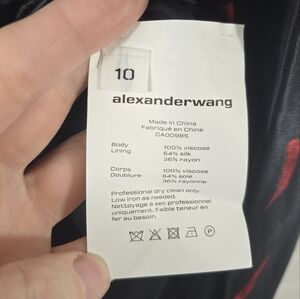 10
alexanderwang
Made in China
Fabriqué en Chine
CA00985
Body 100% viscose
Lining 64% silk
36% rayon
Corps 100% viscose
Doublure 64% soie
36% rayonne
Professional dry clean only.
Low iron as needed.
Nettoyage à sec professionnel
uniquement. Faible teneur en
fer au besoin.
P